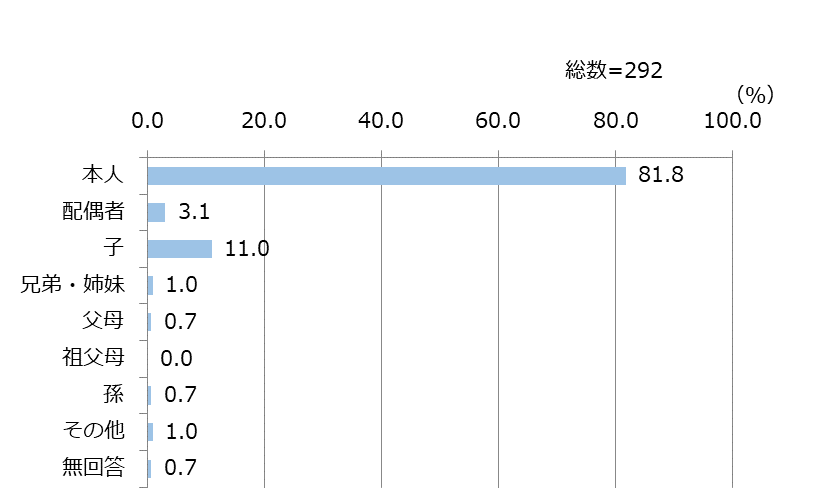 総数=292
(%)
0.0 20.0 40.0 60.0 80.0 100.0
本人 81.8
配偶者 3.1
子 11.0
兄弟・姉妹 1.0
父母 0.7
祖父母 0.0
孫 0.7
その他 1.0
無回答 0.7